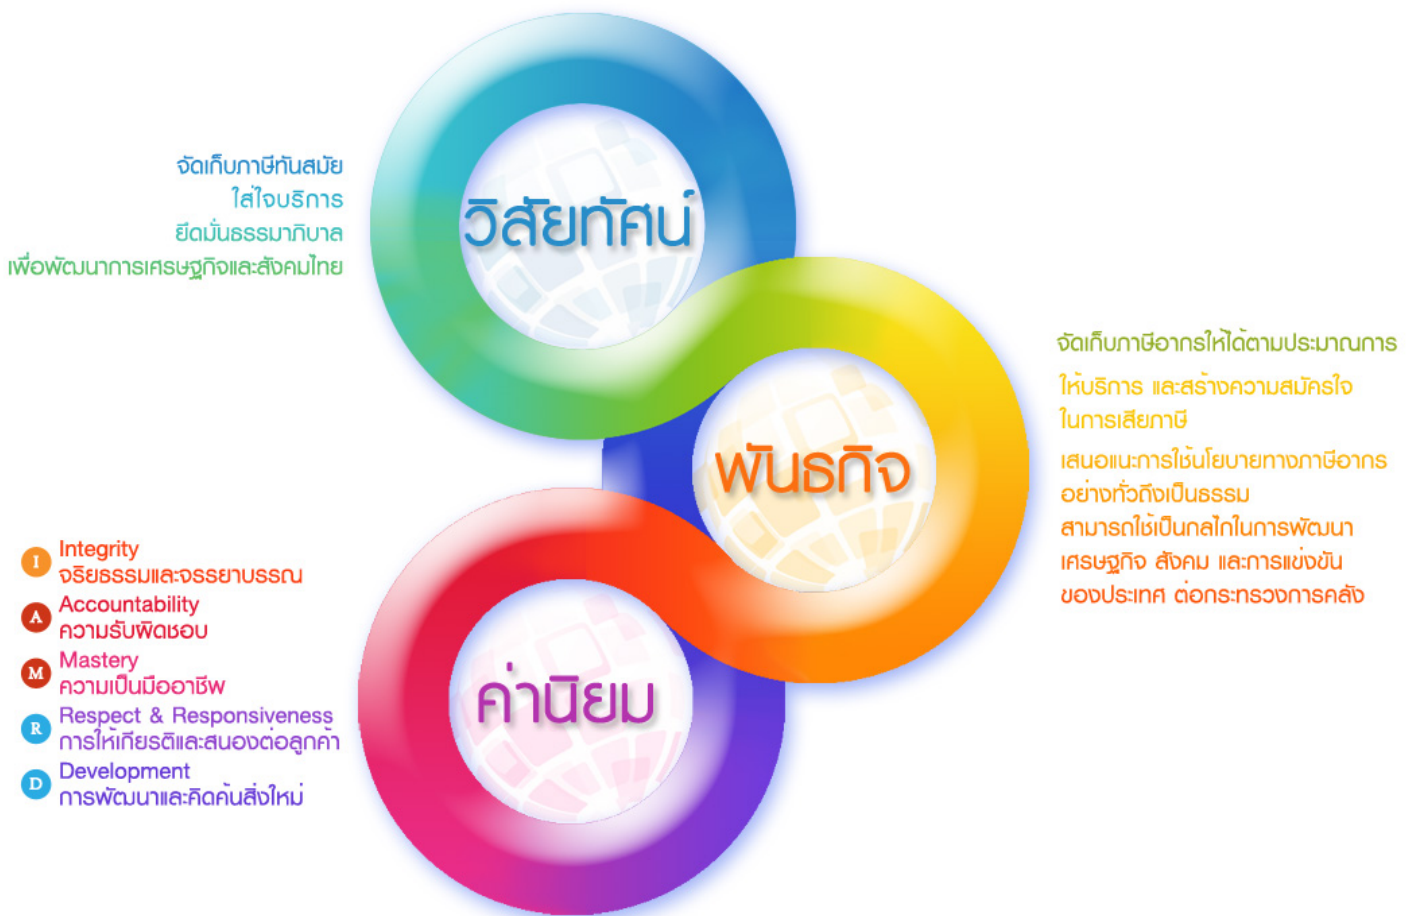 วิสัยทัศน์
จัดเก็บภาษีทันสมัย
ใส่ใจบริการ
ยึดมั่นธรรมาภิบาล
เพื่อพัฒนาการเศรษฐกิจและสังคมไทย
พันธกิจ
จัดเก็บภาษีอากรให้ได้ตามประมาณการ
ให้บริการ และสร้างความสมัครใจ
ในการเสียภาษี
เสนอแนะการใช้นโยบายทางภาษีอากร
อย่างทั่วถึงเป็นธรรม
สามารถใช้เป็นกลไกในการพัฒนา
เศรษฐกิจ สังคม และการแข่งขัน
ของประเทศ ต่อกระทรวงการคลัง
ค่านิยม
I Integrity
จริยธรรมและจรรยาบรรณ
A Accountability
ความรับผิดชอบ
M Mastery
ความเป็นมืออาชีพ
R Respect & Responsiveness
การให้เกียรติและสนองต่อลูกค้า
D Development
การพัฒนาและคิดค้นสิ่งใหม่